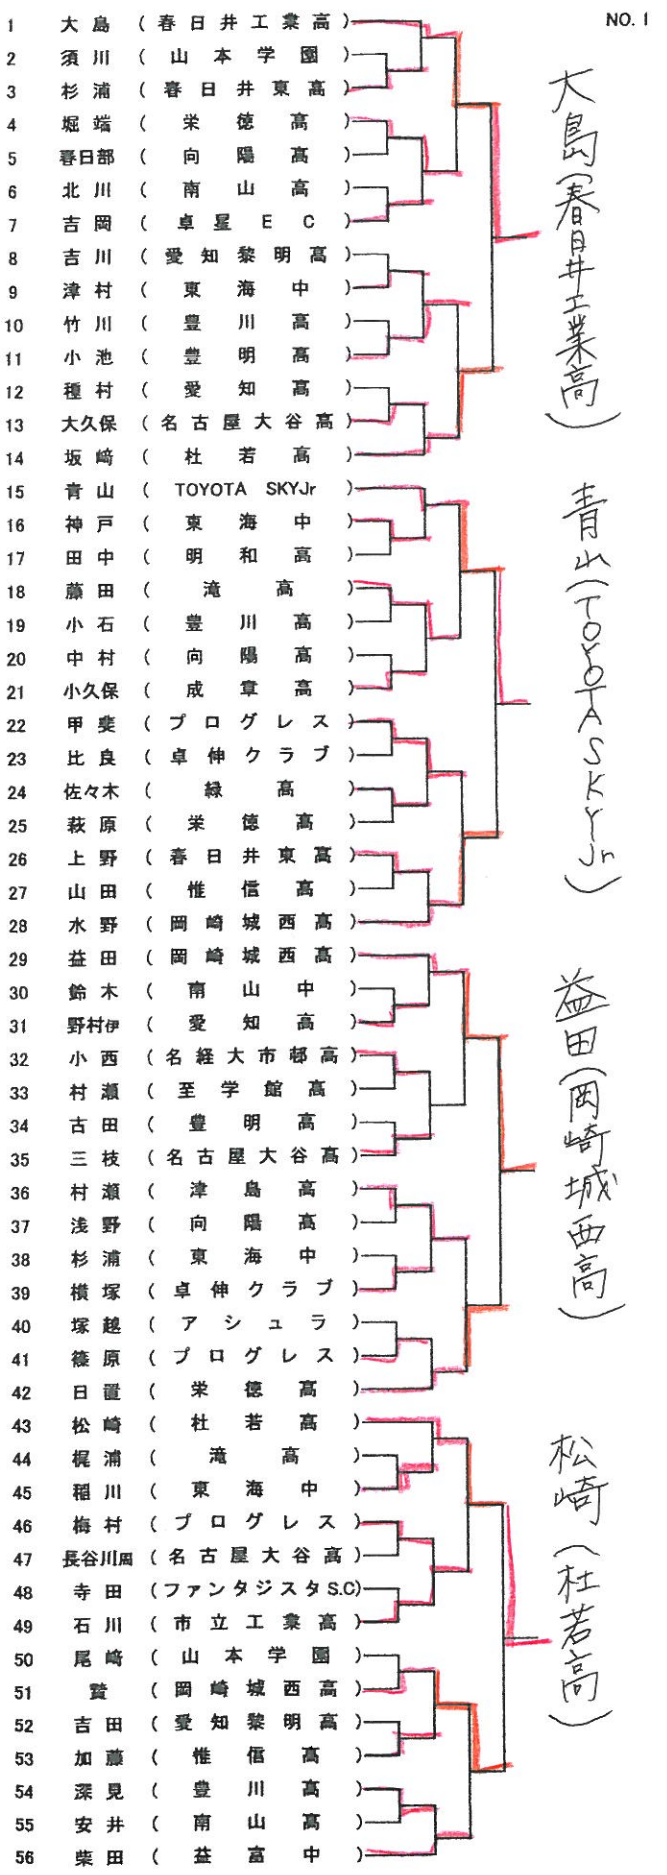 NO. 1
1 大島 (春日井工業高)
2 須川 (山本学園)
3 杉浦 (春日井東高)
4 堀端 (栄徳高)
5 春日部 (向陽高)
6 北川 (南山高)
7 吉岡 (卓星EC)
8 吉川 (愛知黎明高)
9 津村 (東海中)
10 竹川 (豊川高)
11 小池 (豊明高)
12 種村 (愛知高)
13 大久保 (名古屋大谷高)
14 坂崎 (杜若高)
大島(春日井工業高)
15 青山 (TOYOTA SKYJr)
16 神戸 (東海中)
17 田中 (明和高)
18 藤田 (滝高)
19 小石 (豊川高)
20 中村 (向陽高)
21 小久保 (成章高)
22 甲斐 (プログレス)
23 比良 (卓伸クラブ)
24 佐々木 (緑高)
25 萩原 (栄徳高)
26 上野 (春日井東高)
27 山田 (惟信高)
28 水野 (岡崎城西高)
青山(TOYOTA SKYJr)
29 益田 (岡崎城西高)
30 鈴木 (南山中)
31 野村伊 (愛知高)
32 小西 (名経大市邨高)
33 村瀬 (至学館高)
34 古田 (豊明高)
35 三枝 (名古屋大谷高)
36 村瀬 (津島高)
37 浅野 (向陽高)
38 杉浦 (東海中)
39 横塚 (卓伸クラブ)
40 塚越 (アシュラ)
41 篠原 (プログレス)
42 日置 (栄徳高)
益田(岡崎城西高)
43 松崎 (杜若高)
44 梶浦 (滝高)
45 稲川 (東海中)
46 梅村 (プログレス)
47 長谷川周 (名古屋大谷高)
48 寺田 (ファンタジスタS.C)
49 石川 (市立工業高)
50 尾崎 (山本学園)
51 (岡崎城西高)
52 吉田 (愛知黎明高)
53 加藤 (惟信高)
54 深見 (豊川高)
55 安井 (南山高)
56 柴田 (益富中)
松崎(杜若高)